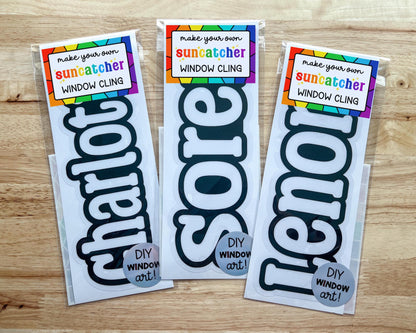 make your own
suncatcher
WINDOW CLING
charlot
DIY
WINDOW
art!
make your own
suncatcher
WINDOW CLING
sore
DIY
WINDOW
art!
make your own
suncatcher
WINDOW CLING
Lenor
DIY
WINDOW
art!